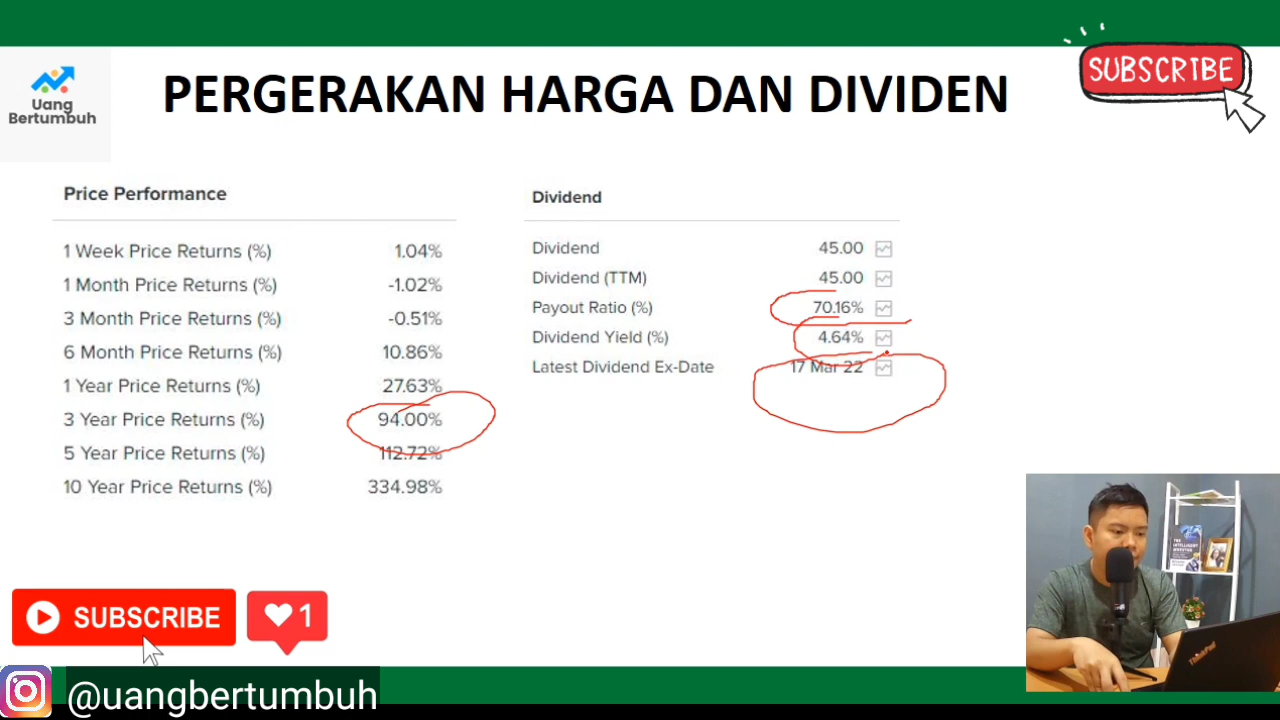 PERGERAKAN HARGA DAN DIVIDEN
SUBSCRIBE
Uang
Bertumbuh
Price Performance
1 Week Price Returns (%) 1.04%
1 Month Price Returns (%) -1.02%
3 Month Price Returns (%) -0.51%
6 Month Price Returns (%) 10.86%
1 Year Price Returns (%) 27.63%
3 Year Price Returns (%) 94.00%
5 Year Price Returns (%) 112.72%
10 Year Price Returns (%) 334.98%
Dividend
Dividend 45.00
Dividend (TTM) 45.00
Payout Ratio (%) 70.16%
Dividend Yield (%) 4.64%
Latest Dividend Ex-Date 17 Mar 22
THE
INTELLIGENT
INVESTOR
ThinkPad
SUBSCRIBE
1
@uangbertumbuh